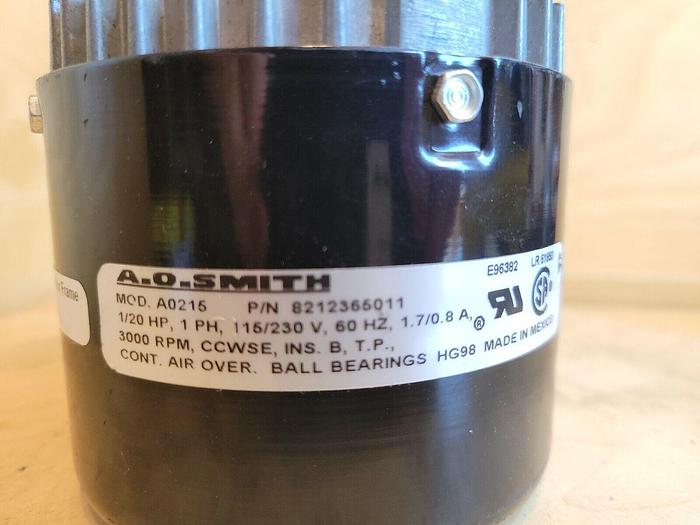 A.O.SMITH
MOD. A0215 P/N 8212365011
1/20 HP, 1 PH, 115/230 V, 60 HZ, 1.7/0.8 A,
3000 RPM, CCWSE, INS. B, T.P.,
CONT. AIR OVER. BALL BEARINGS HG98 MADE IN MEXICO
E96382 LR 61650
Frame